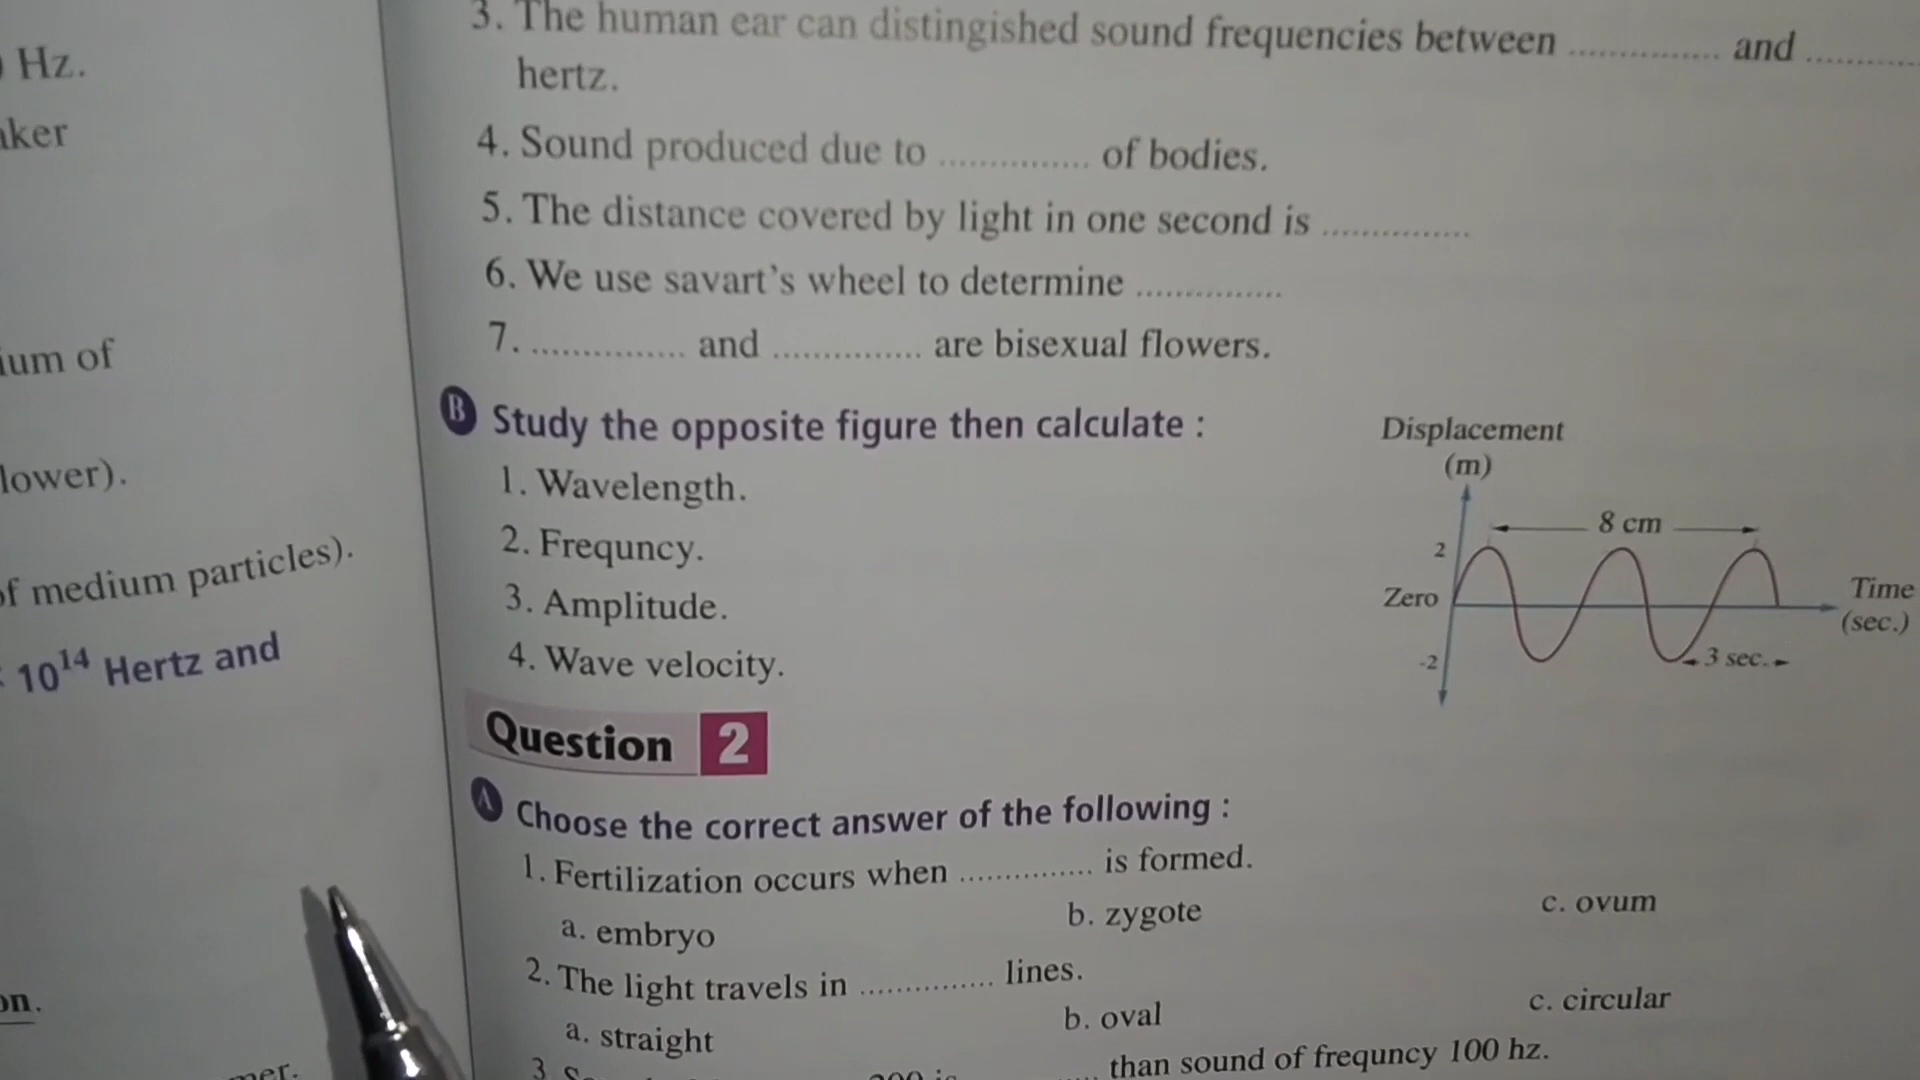 Hz.
lower).
of medium particles).
10¹⁴ Hertz and
3. The human ear can distingished sound frequencies between .............. and ..............
hertz.
4. Sound produced due to .............. of bodies.
5. The distance covered by light in one second is ..............
6. We use savart's wheel to determine ..............
7. .............. and .............. are bisexual flowers.
B Study the opposite figure then calculate :
1. Wavelength.
2. Frequncy.
3. Amplitude.
4. Wave velocity.
Displacement
(m)
8 cm
2
Zero
Time
(sec.)
-2
3 sec.
Question 2
A Choose the correct answer of the following :
1. Fertilization occurs when .............. is formed.
a. embryo b. zygote c. ovum
2. The light travels in .............. lines.
a. straight b. oval c. circular
3. than sound of frequncy 100 hz.